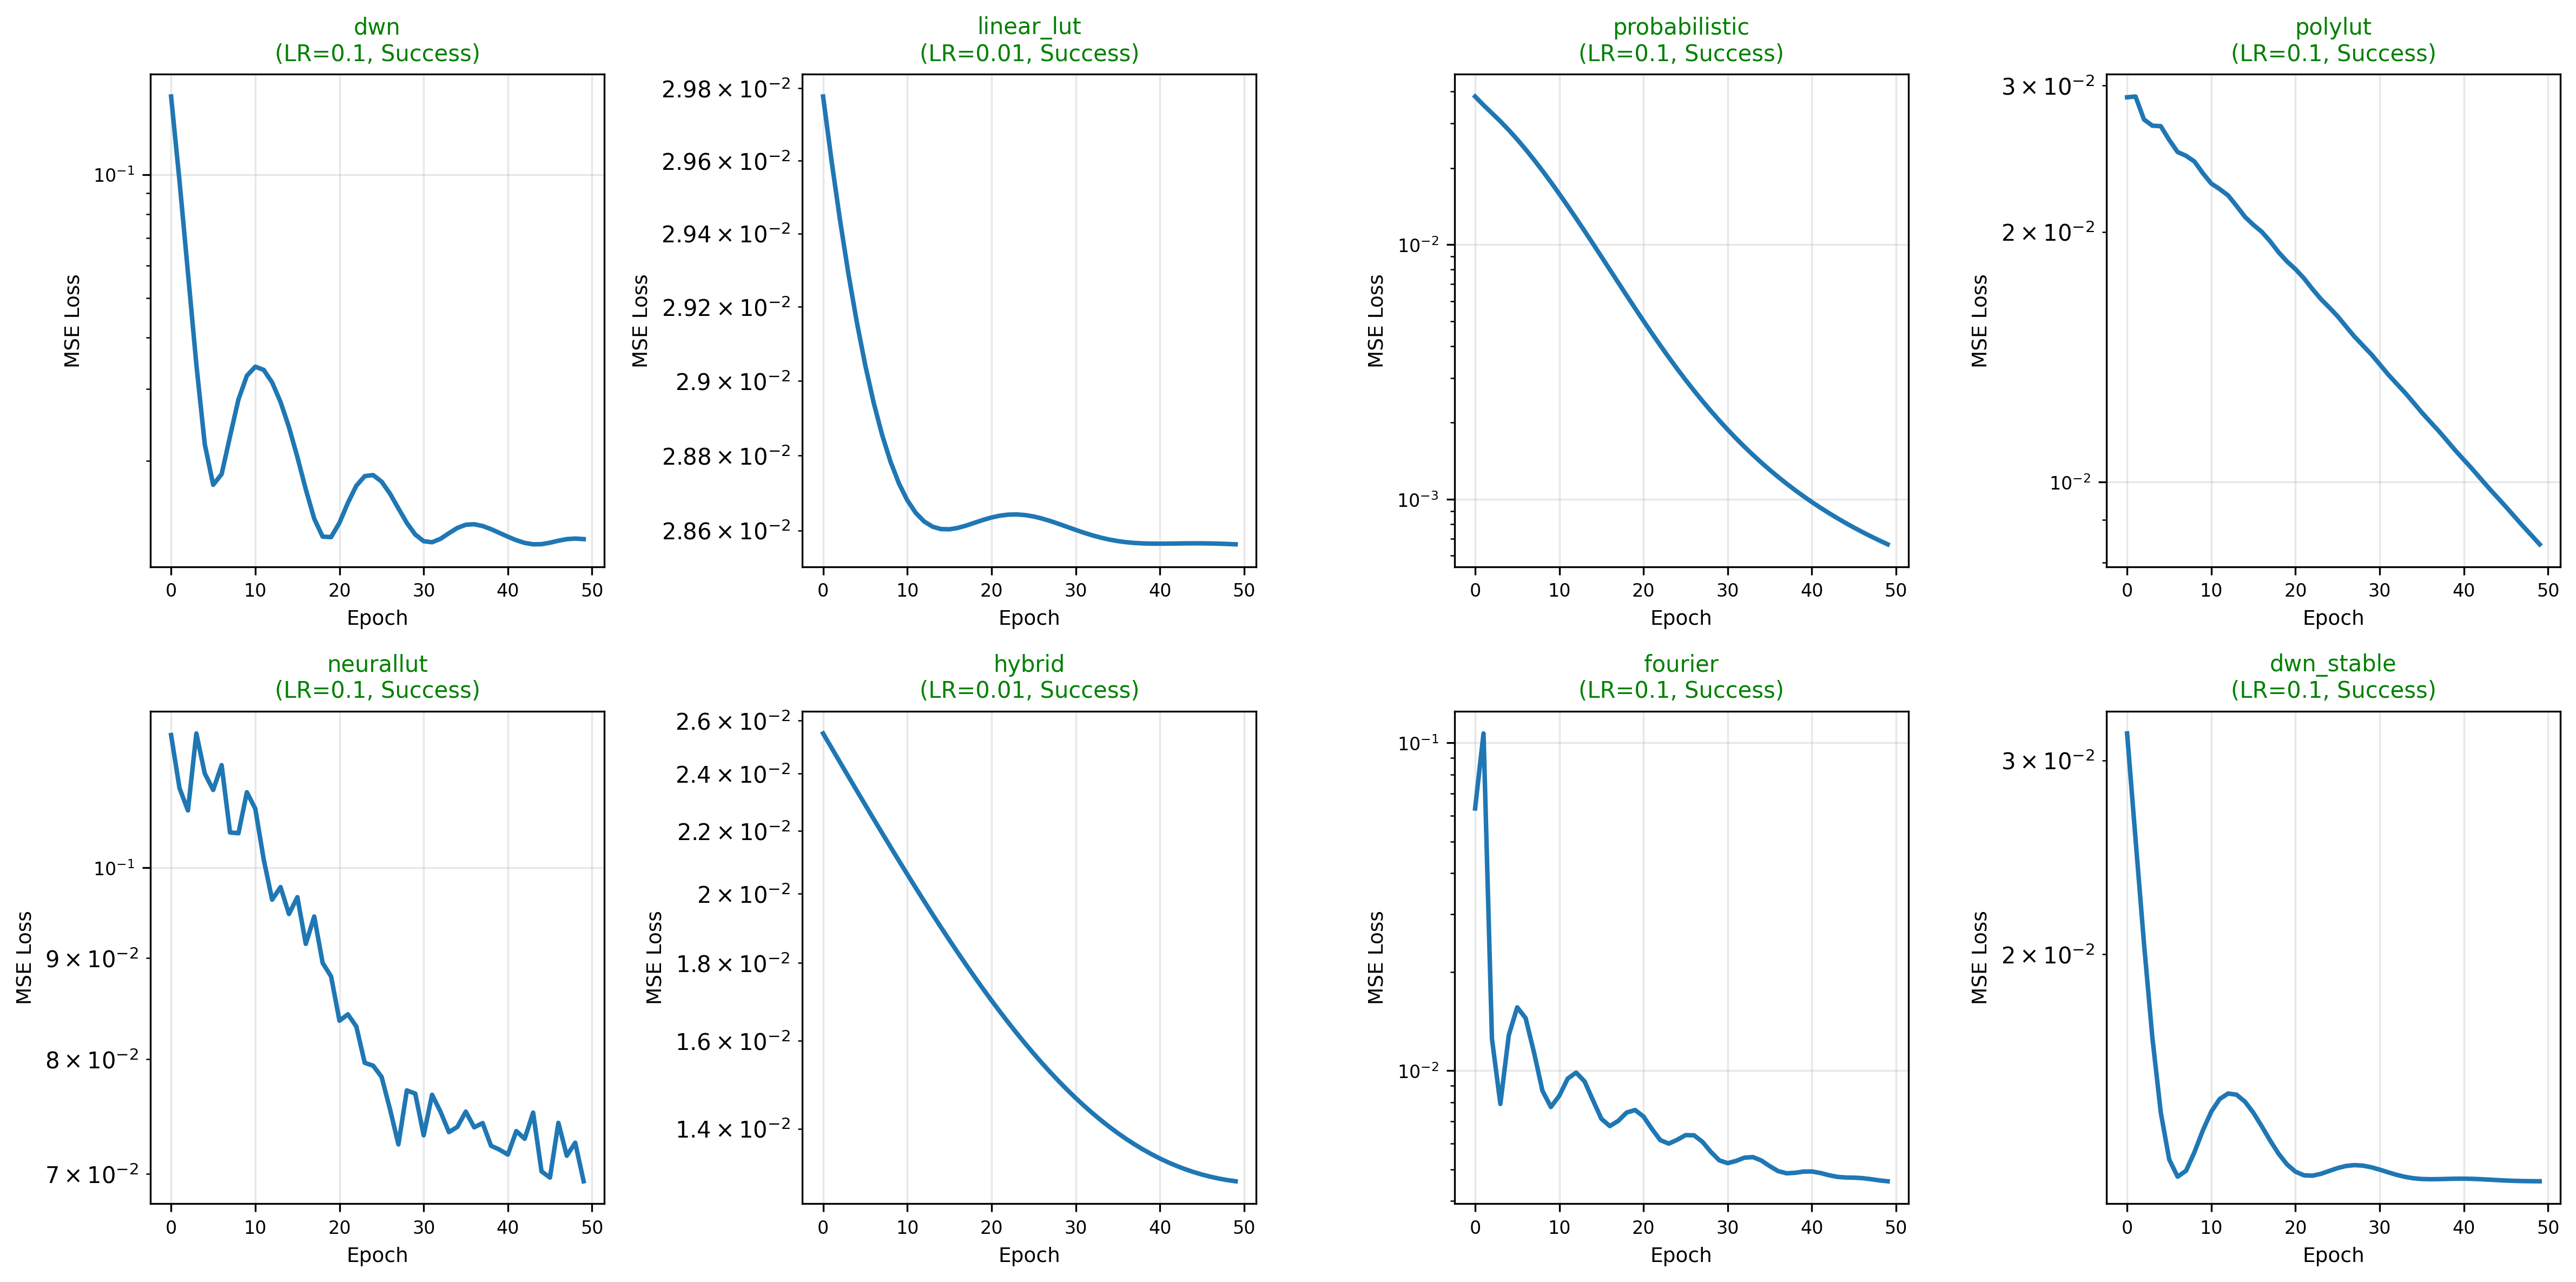 dwn
(LR=0.1, Success)
MSE Loss
10⁻¹
0 10 20 30 40 50
Epoch
linear_lut
(LR=0.01, Success)
MSE Loss
2.98 × 10⁻²
2.96 × 10⁻²
2.94 × 10⁻²
2.92 × 10⁻²
2.9 × 10⁻²
2.88 × 10⁻²
2.86 × 10⁻²
0 10 20 30 40 50
Epoch
probabilistic
(LR=0.1, Success)
MSE Loss
10⁻²
10⁻³
0 10 20 30 40 50
Epoch
polylut
(LR=0.1, Success)
MSE Loss
3 × 10⁻²
2 × 10⁻²
10⁻²
0 10 20 30 40 50
Epoch
neurallut
(LR=0.1, Success)
MSE Loss
10⁻¹
9 × 10⁻²
8 × 10⁻²
7 × 10⁻²
0 10 20 30 40 50
Epoch
hybrid
(LR=0.01, Success)
MSE Loss
2.6 × 10⁻²
2.4 × 10⁻²
2.2 × 10⁻²
2 × 10⁻²
1.8 × 10⁻²
1.6 × 10⁻²
1.4 × 10⁻²
0 10 20 30 40 50
Epoch
fourier
(LR=0.1, Success)
MSE Loss
10⁻¹
10⁻²
0 10 20 30 40 50
Epoch
dwn_stable
(LR=0.1, Success)
MSE Loss
3 × 10⁻²
2 × 10⁻²
0 10 20 30 40 50
Epoch